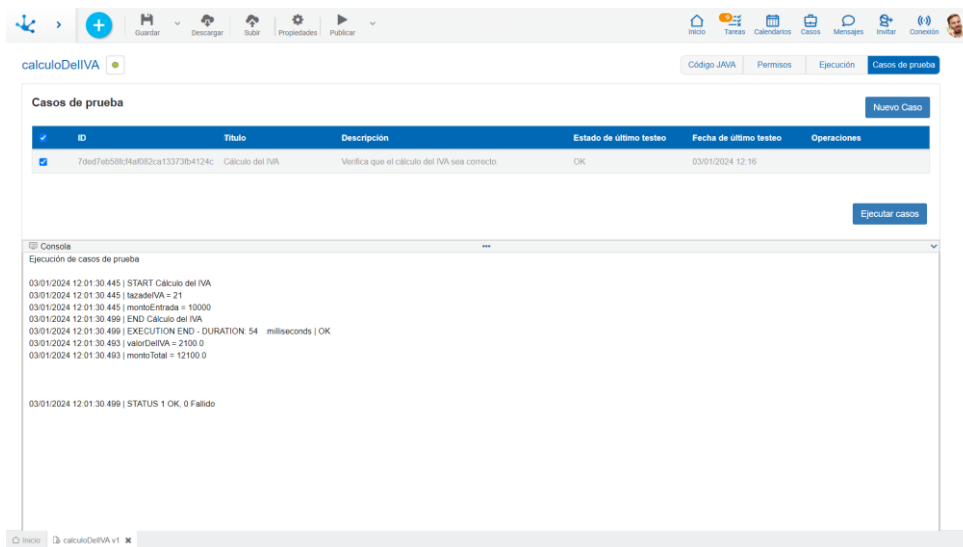 Guardar Descargar Subir Propiedades Publicar Inicio Tareas Calendarios Casos Mensajes Invitar Conexión
calculoDelIVA Código JAVA Permisos Ejecución Casos de prueba
Casos de prueba Nuevo Caso
ID Título Descripción Estado de último testeo Fecha de último testeo Operaciones
7ded7eb58fcf4af082ca13373fb4124c Cálculo del IVA Verifica que el cálculo del IVA sea correcto. OK 03/01/2024 12:16
Ejecutar casos
Consola
Ejecución de casos de prueba
03/01/2024 12:01:30.445 | START Cálculo del IVA
03/01/2024 12:01:30.445 | tazadeIVA = 21
03/01/2024 12:01:30.445 | montoEntrada = 10000
03/01/2024 12:01:30.499 | END Cálculo del IVA
03/01/2024 12:01:30.499 | EXECUTION END - DURATION: 54 milliseconds | OK
03/01/2024 12:01:30.493 | valorDelIVA = 2100.0
03/01/2024 12:01:30.493 | montoTotal = 12100.0
03/01/2024 12:01:30.499 | STATUS 1 OK, 0 Fallido
Inicio calculoDelIVA v1